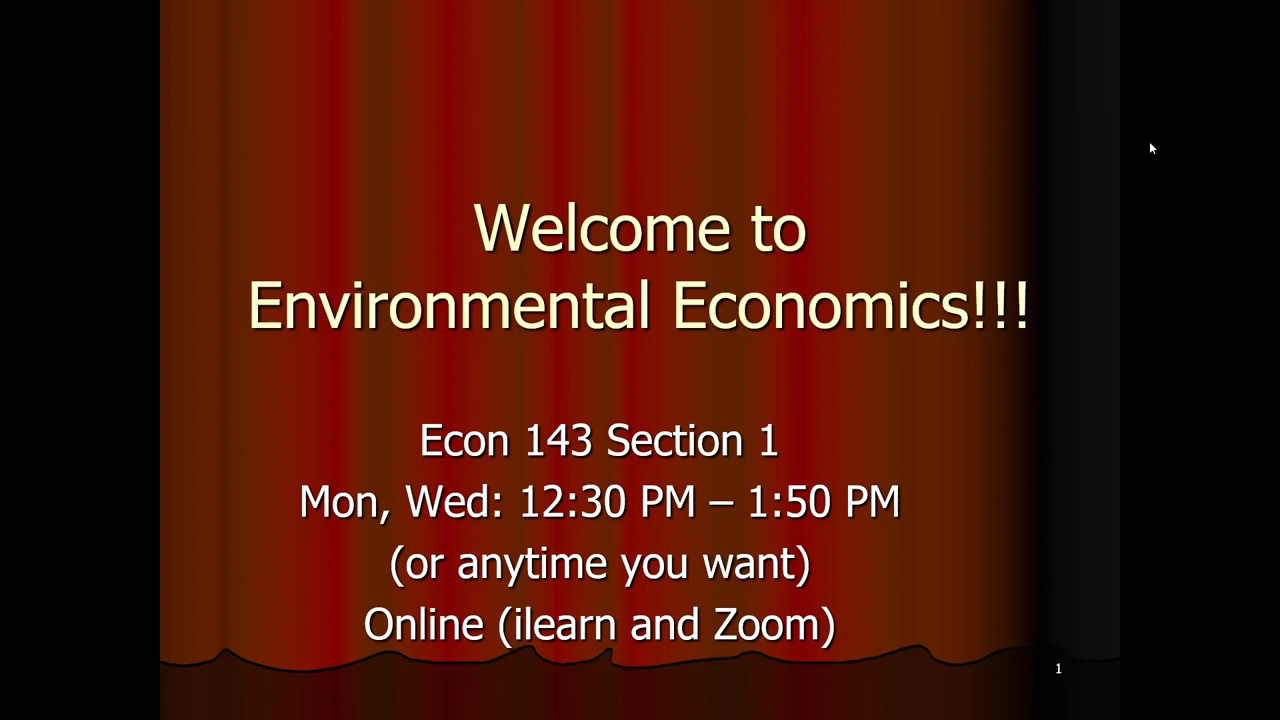 Welcome to
Environmental Economics!!!
Econ 143 Section 1
Mon, Wed: 12:30 PM – 1:50 PM
(or anytime you want)
Online (ilearn and Zoom)
1